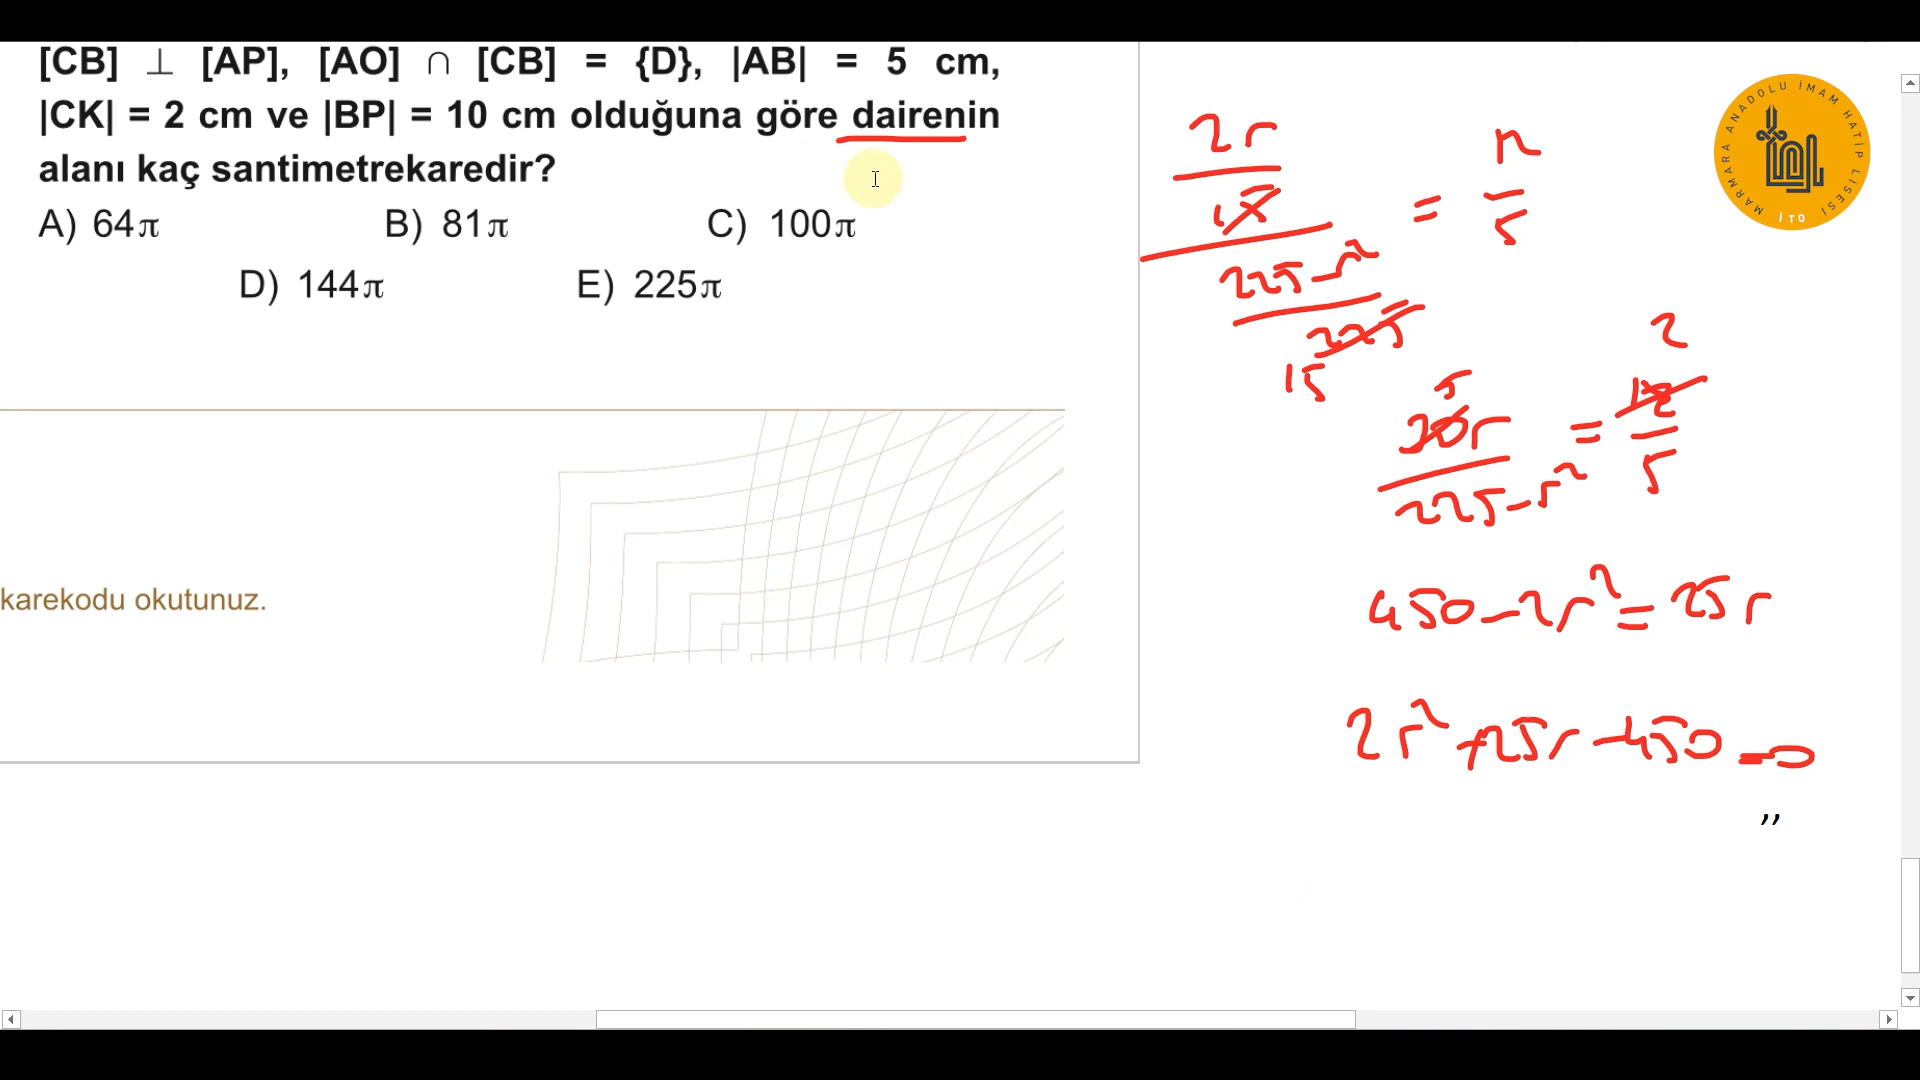 [CB] ⊥ [AP], [AO] ∩ [CB] = {D}, |AB| = 5 cm,
|CK| = 2 cm ve |BP| = 10 cm olduğuna göre dairenin
alanı kaç santimetrekaredir?
A) 64π B) 81π C) 100π
D) 144π E) 225π
karekodu okutunuz.
MARMARA ANADOLU İMAM HATİP LİSESİ
İTO
2r
15
225-r²
225
15
=
5
5
30r
225-r²
=
2
12
5
450-2r²=25r
2r²+25r-450=0
,,